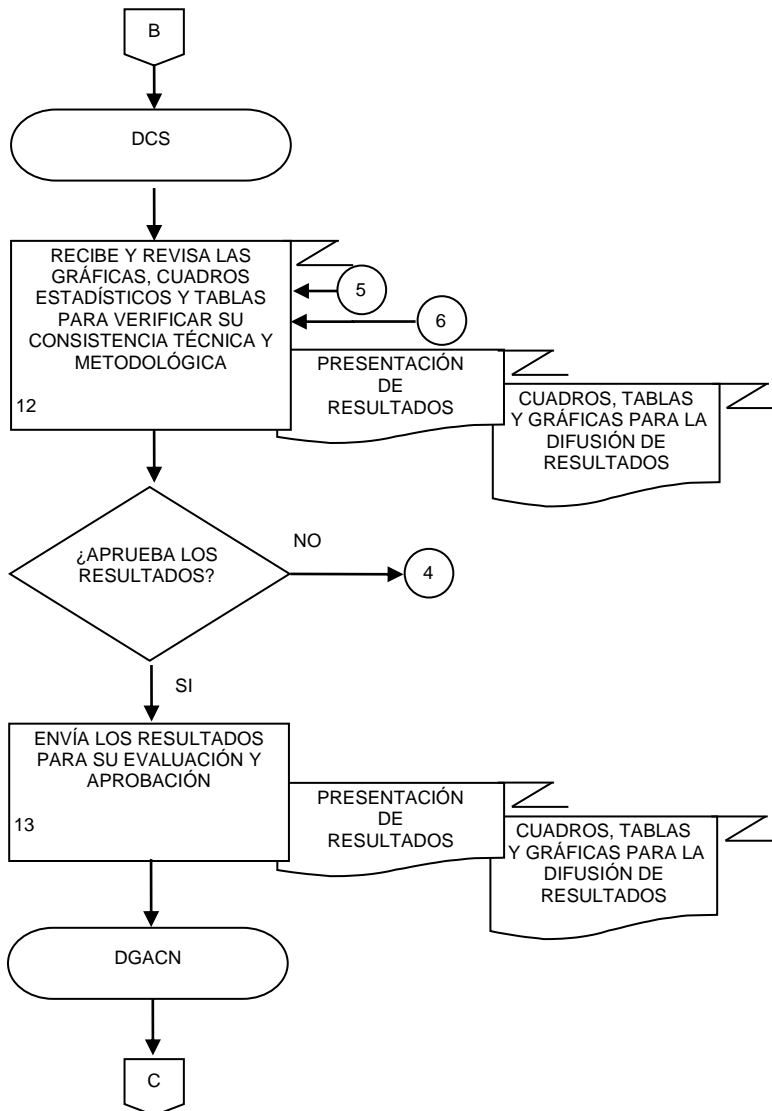 B
DCS
RECIBE Y REVISA LAS
GRÁFICAS, CUADROS
ESTADÍSTICOS Y TABLAS
PARA VERIFICAR SU
CONSISTENCIA TÉCNICA Y
METODOLÓGICA
12
5
6
PRESENTACIÓN
DE
RESULTADOS
CUADROS, TABLAS
Y GRÁFICAS PARA LA
DIFUSIÓN DE
RESULTADOS
¿APRUEBA LOS
RESULTADOS?
NO
4
SI
ENVÍA LOS RESULTADOS
PARA SU EVALUACIÓN Y
APROBACIÓN
13
PRESENTACIÓN
DE
RESULTADOS
CUADROS, TABLAS
Y GRÁFICAS PARA LA
DIFUSIÓN DE
RESULTADOS
DGACN
C